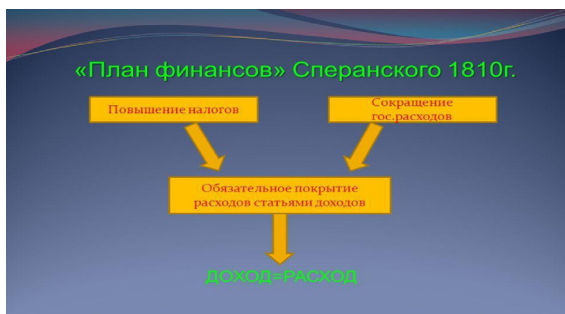 «План финансов» Сперанского 1810г.
Повышение налогов
Сокращение
гос.расходов
Обязательное покрытие
расходов статьями доходов
ДОХОД=РАСХОД